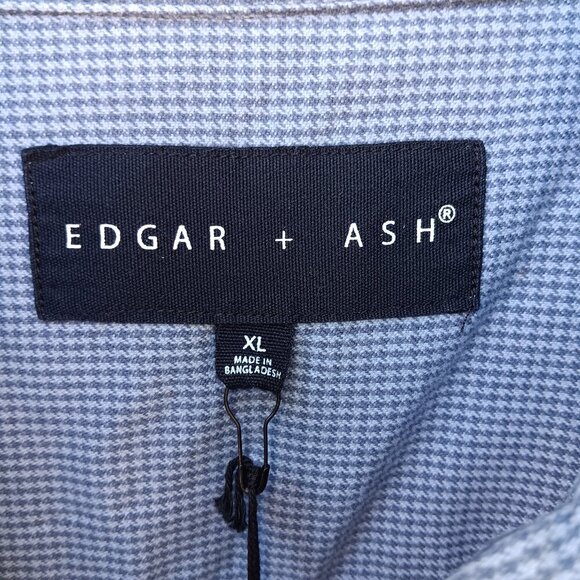 EDGAR + ASH®
XL
MADE IN
BANGLADESH